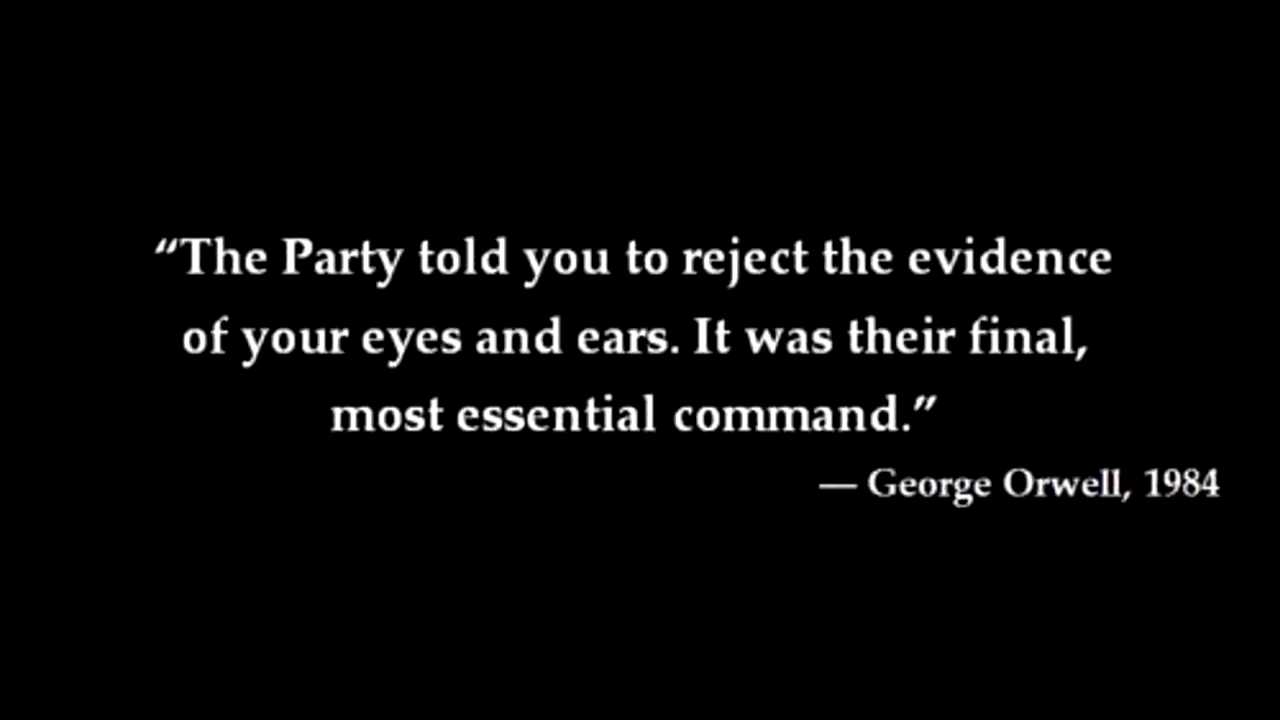 “The Party told you to reject the evidence
of your eyes and ears. It was their final,
most essential command.”
— George Orwell, 1984